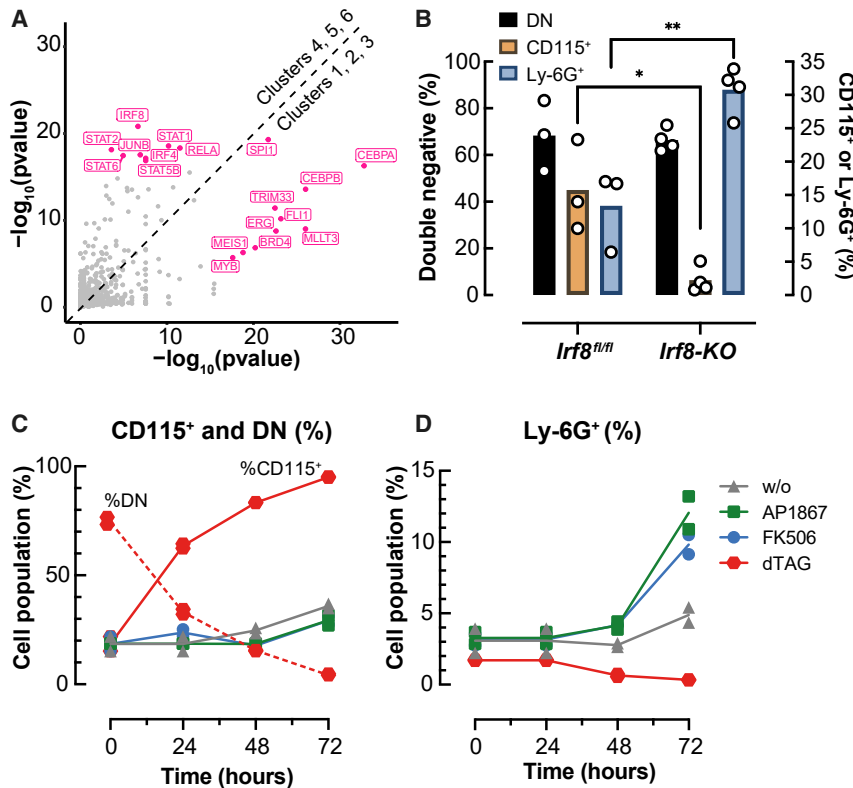 A
−log10(pvalue)
30
20
10
0
0
10
20
30
−log10(pvalue)
Clusters 4, 5, 6
Clusters 1, 2, 3
IRF8
STAT2
JUNB
STAT1
IRF4
RELA
STAT6
STAT5B
SPI1
CEBPA
CEBPB
TRIM33
FLI1
ERG
MLLT3
MEIS1
BRD4
MYB
B
DN
CD115+
Ly-6G+
**
*
Double negative (%)
100
80
60
40
20
0
35
30
25
20
15
10
5
0
CD115+ or Ly-6G+ (%)
Irf8fl/fl
Irf8-KO
C
CD115+ and DN (%)
Cell population (%)
100
50
0
%DN
%CD115+
0
24
48
72
Time (hours)
D
Ly-6G+ (%)
Cell population (%)
15
10
5
0
0
24
48
72
Time (hours)
w/o
AP1867
FK506
dTAG